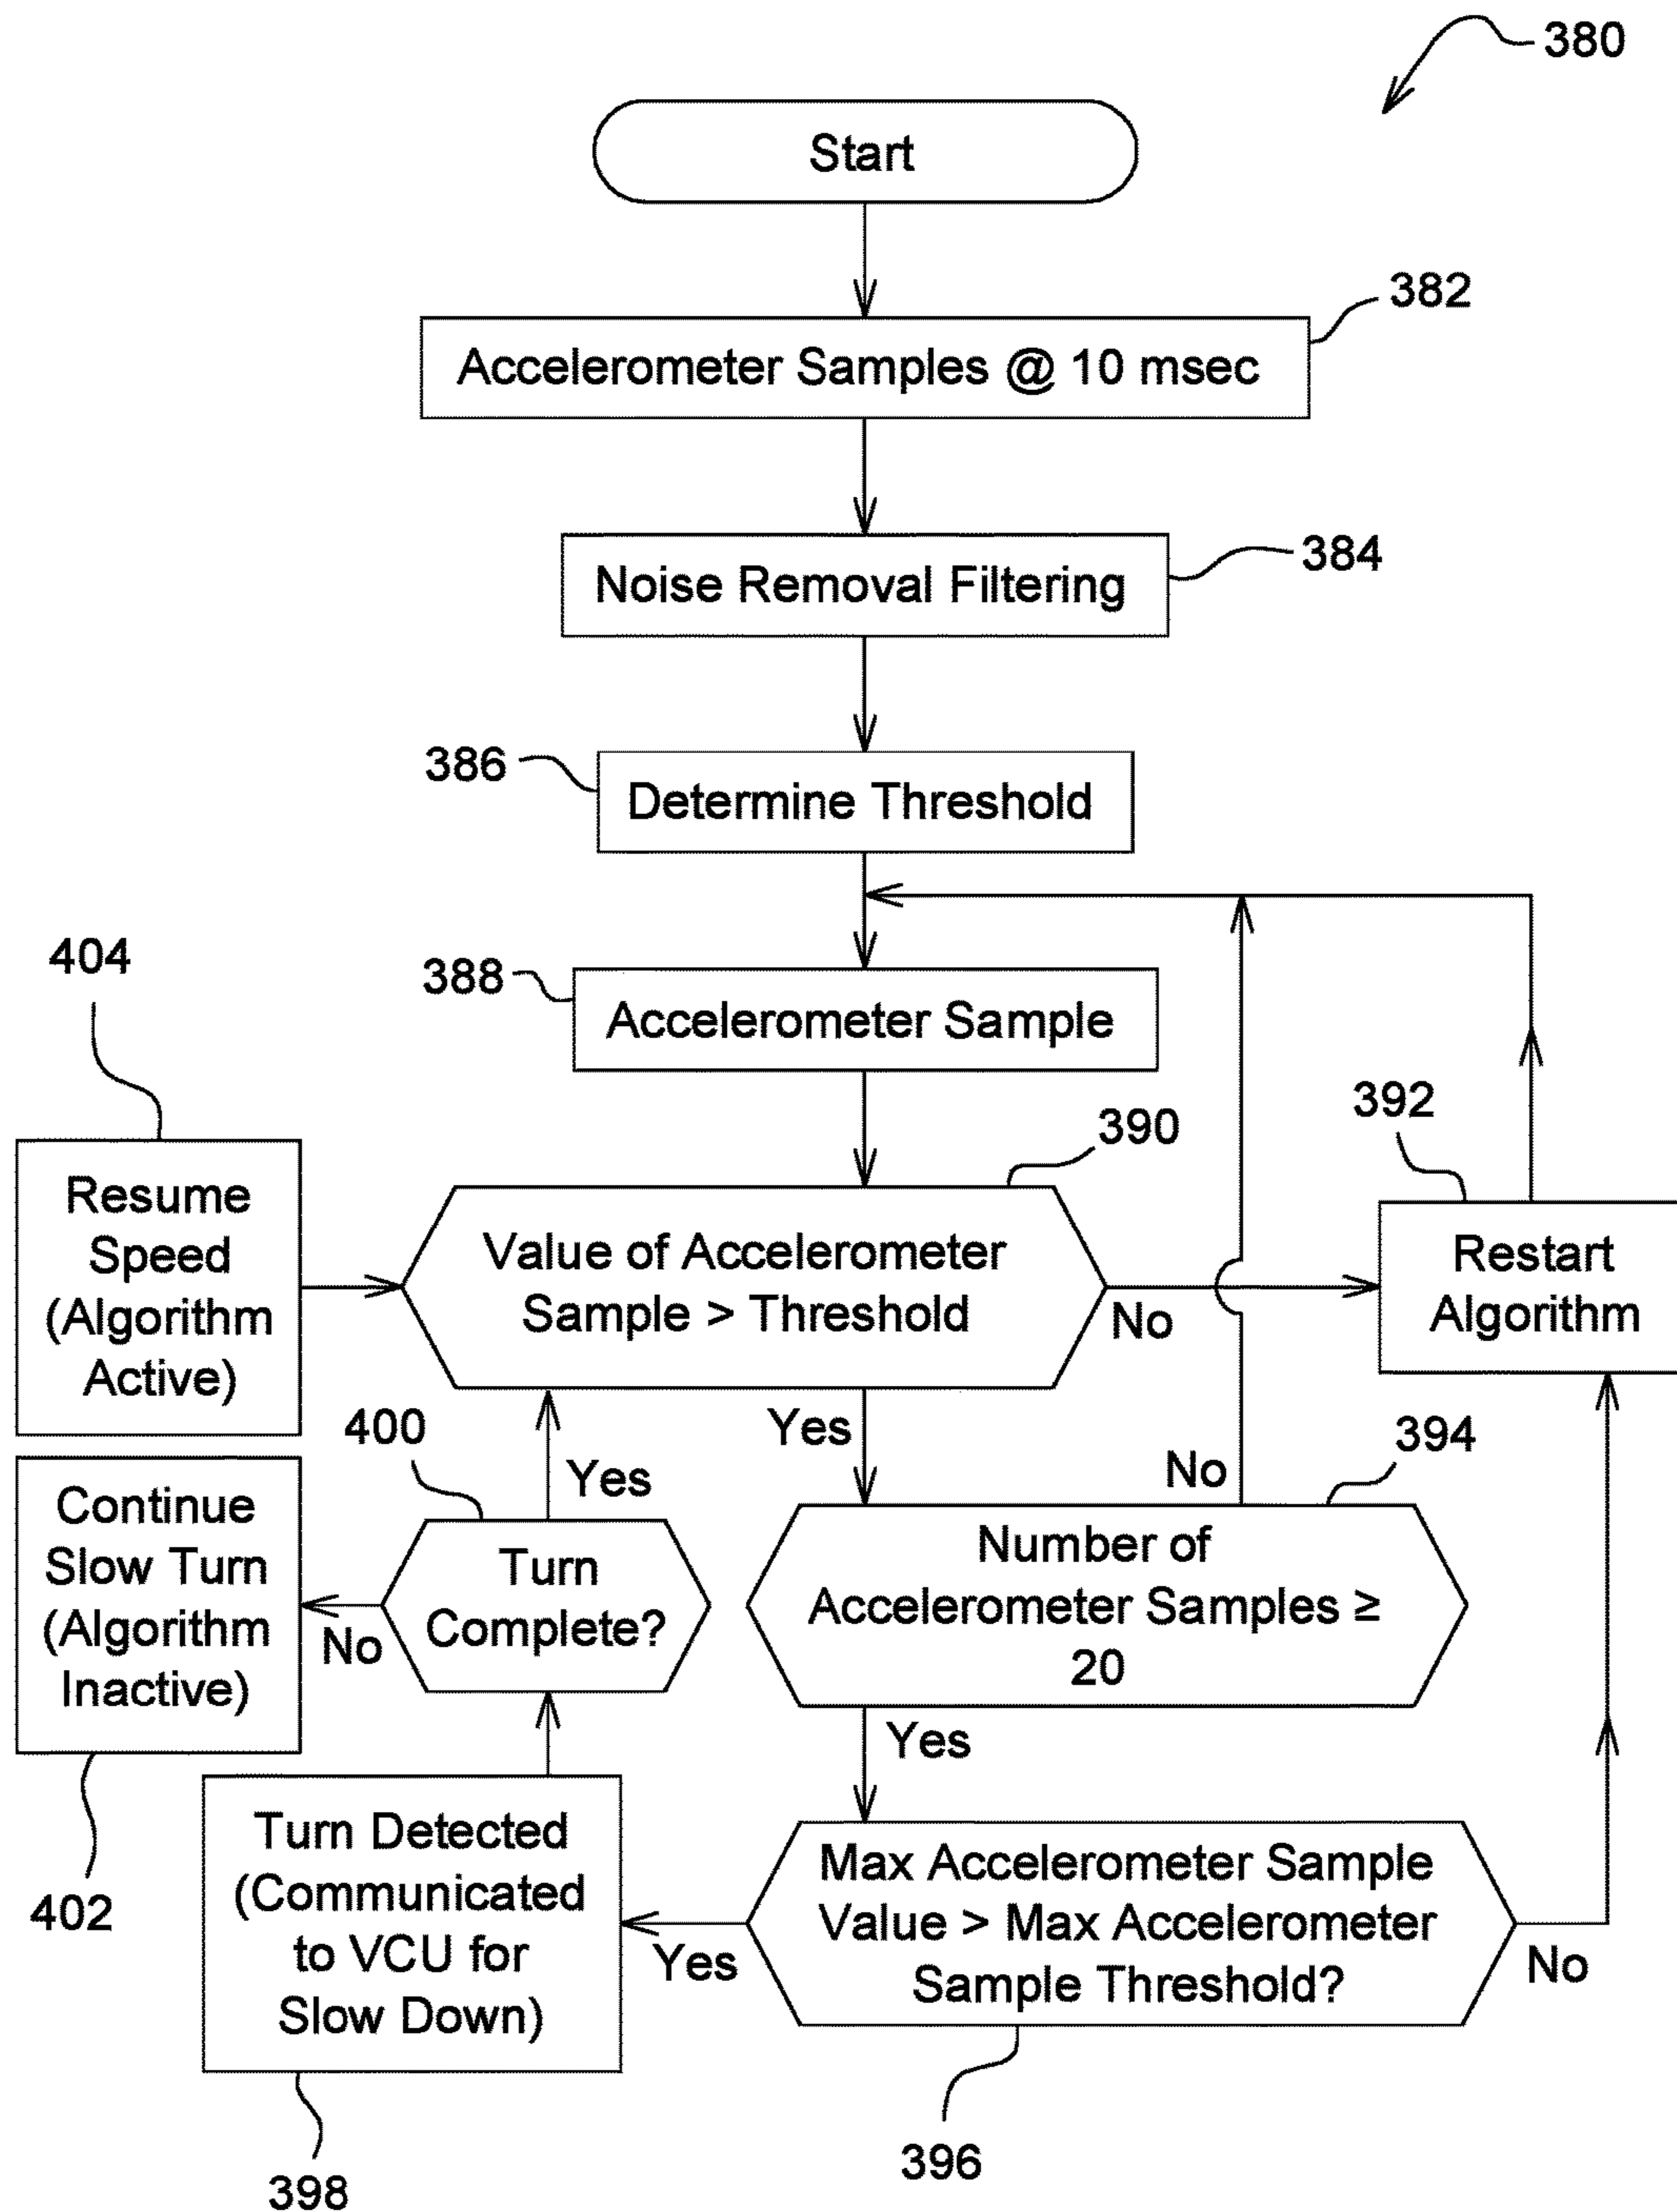 380
Start
382
Accelerometer Samples @ 10 msec
384
Noise Removal Filtering
386
Determine Threshold
404
388
Accelerometer Sample
392
390
Resume
Speed
(Algorithm
Active)
Value of Accelerometer
Sample > Threshold
No
Restart
Algorithm
400
Yes
Yes
No
394
Continue
Slow Turn
(Algorithm
Inactive)
No
Turn
Complete?
Number of
Accelerometer Samples ≥
20
Yes
402
Turn Detected
(Communicated
to VCU for
Slow Down)
Yes
Max Accelerometer Sample
Value > Max Accelerometer
Sample Threshold?
No
398
396